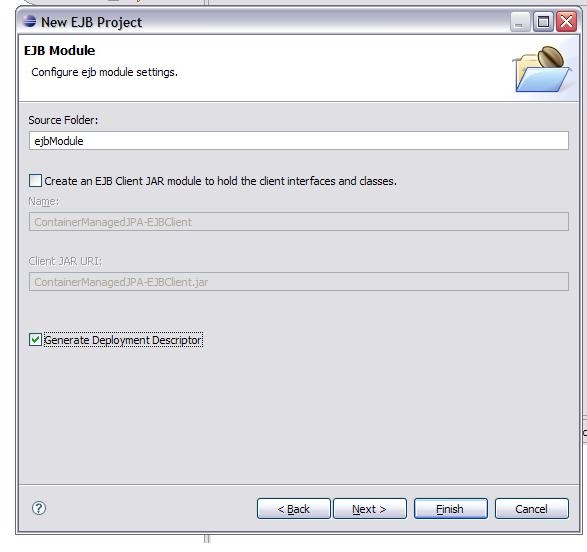 New EJB Project
EJB Module
Configure ejb module settings.
Source Folder:
ejbModule
Create an EJB Client JAR module to hold the client interfaces and classes.
Name:
ContainerManagedJPA-EJBClient
Client JAR URI:
ContainerManagedJPA-EJBClient.jar
Generate Deployment Descriptor
? < Back Next > Finish Cancel